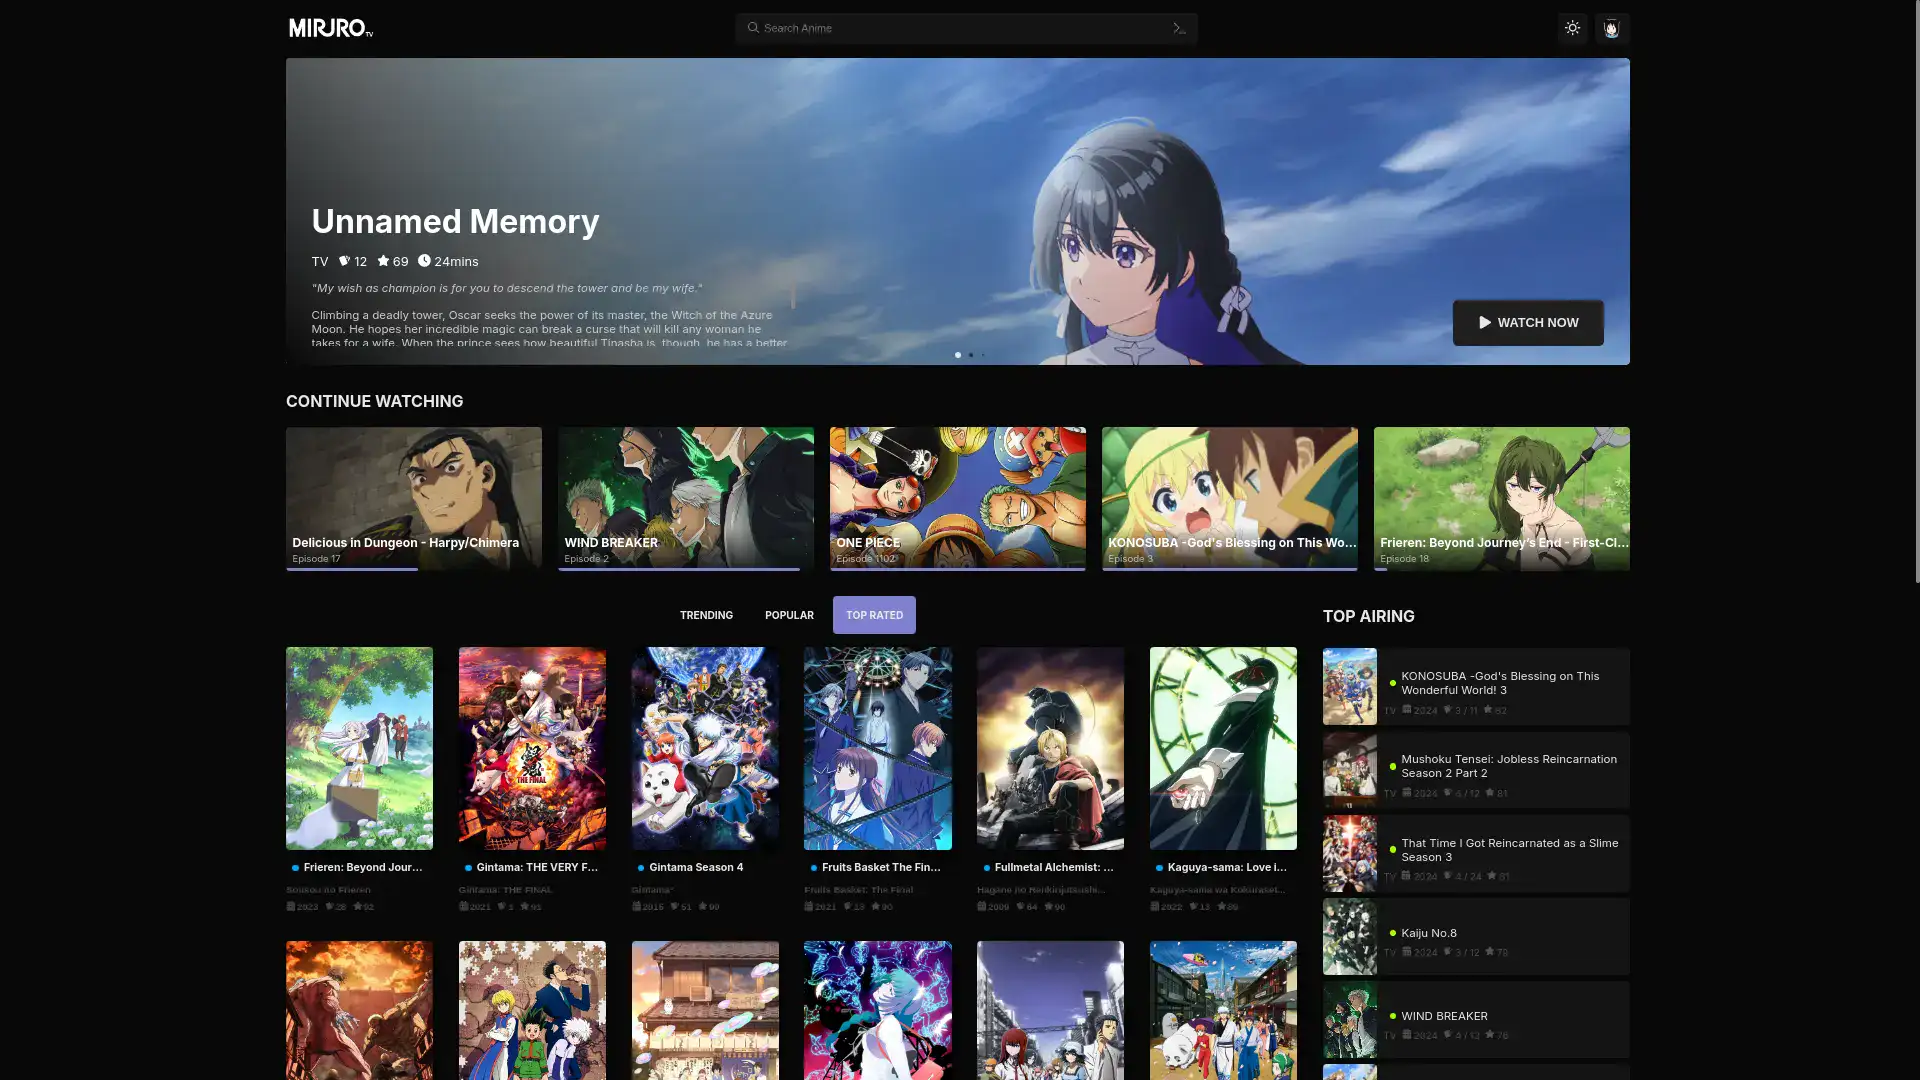 MIRURO TV
Search Anime
Unnamed Memory
TV 12 69 24mins
"My wish as champion is for you to descend the tower and be my wife."
Climbing a deadly tower, Oscar seeks the power of its master, the Witch of the Azure
Moon. He hopes her incredible magic can break a curse that will kill any woman he
takes for a wife. When the prince sees how beautiful Tinasha is, though, he has a better
WATCH NOW
CONTINUE WATCHING
Delicious in Dungeon - Harpy/Chimera
Episode 17
WIND BREAKER
Episode 2
ONE PIECE
Episode 1102
KONOSUBA -God's Blessing on This Wo...
Episode 3
Frieren: Beyond Journey's End - First-Cl...
Episode 18
TRENDING
POPULAR
TOP RATED
THE FINAL
Frieren: Beyond Jour...
Sousou no Frieren
2023 28 92
Gintama: THE VERY F...
Gintama: THE FINAL
2021 1 91
Gintama Season 4
Gintama°
2015 51 90
Fruits Basket The Fin...
Fruits Basket: The Final
2021 13 90
Fullmetal Alchemist: ...
Hagane no Renkinjutsushi...
2009 64 90
Kaguya-sama: Love i...
Kaguya-sama wa Kokuraset...
2022 13 89
TOP AIRING
KONOSUBA -God's Blessing on This
Wonderful World! 3
TV 2024 3 / 11 82
Mushoku Tensei: Jobless Reincarnation
Season 2 Part 2
TV 2024 / 12 81
That Time I Got Reincarnated as a Slime
Season 3
TV 2024 4 / 24 81
Kaiju No.8
TV 2024 3 / 12 79
WIND BREAKER
TV 2024 4 / 13 78